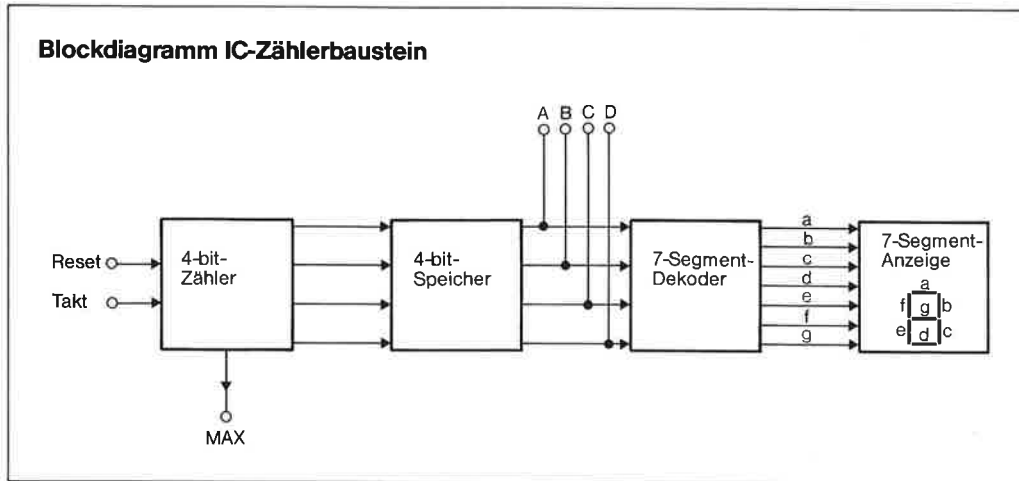 Blockdiagramm IC-Zählerbaustein
A B C D
Reset
Takt
4-bit-
Zähler
MAX
4-bit-
Speicher
7-Segment-
Dekoder
a
b
c
d
e
f
g
7-Segment-
Anzeige
a
f g b
e d c